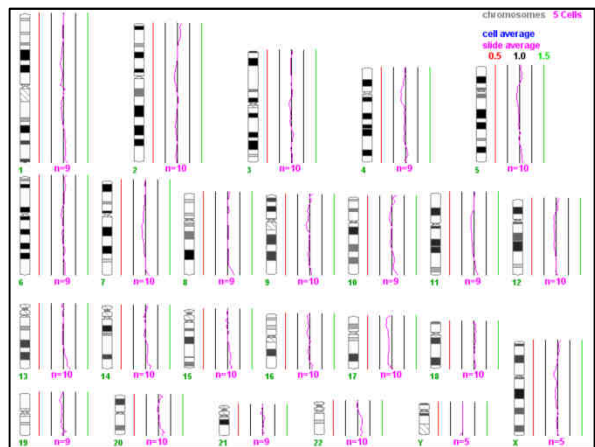 chromosomes 5 Cells
cell average
slide average
0.5 1.0 1.5
1 n=9 2 n=10 3 n=10 4 n=9 5 n=10
6 n=9 7 n=10 8 n=9 9 n=10 10 n=9 11 n=9 12 n=10
13 n=10 14 n=10 15 n=10 16 n=10 17 n=10 18 n=10
19 n=9 20 n=10 21 n=9 22 n=10 Y n=5 X n=5